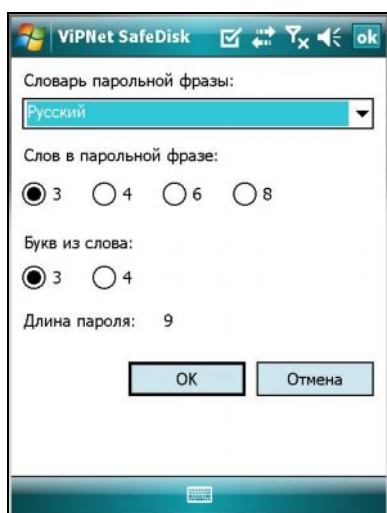 ViPNet SafeDisk ok
Словарь парольной фразы:
Русский
Слов в парольной фразе:
3 4 6 8
Букв из слова:
3 4
Длина пароля: 9
OK Отмена